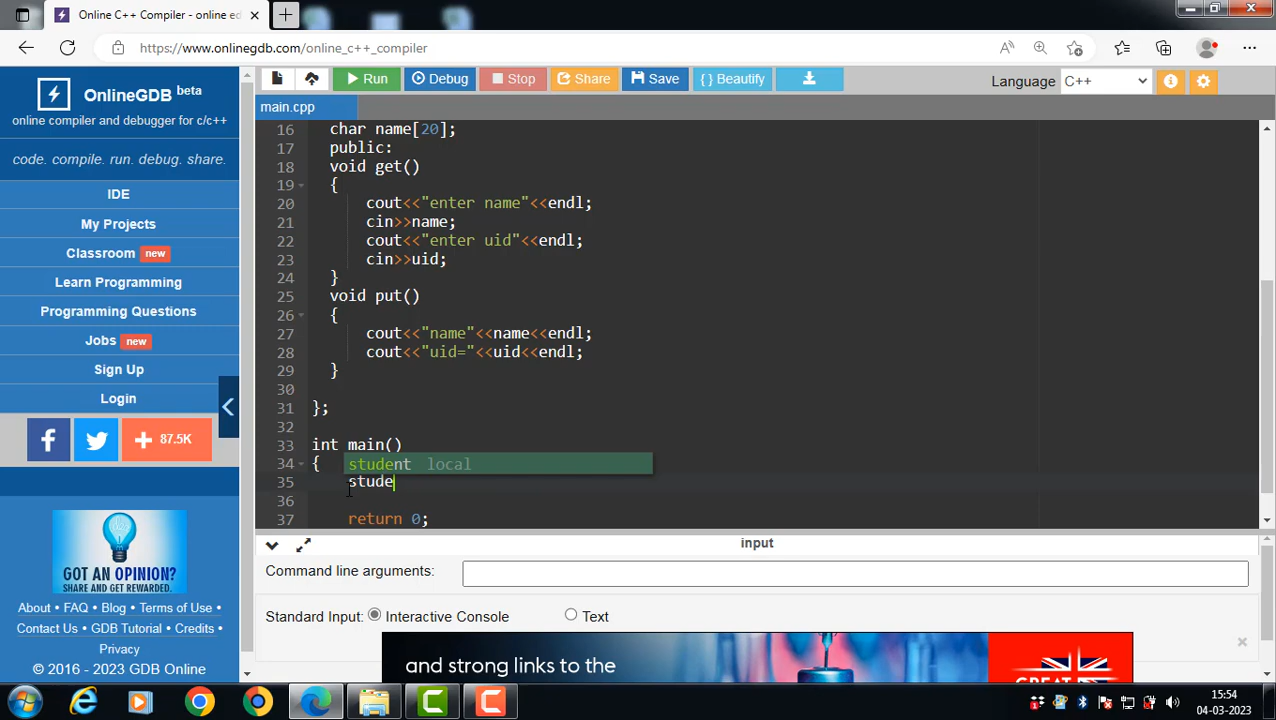 Online C++ Compiler - online ed
https://www.onlinegdb.com/online_c++_compiler
OnlineGDB beta
online compiler and debugger for c/c++
code. compile. run. debug. share.
IDE
My Projects
Classroom new
Learn Programming
Programming Questions
Jobs new
Sign Up
Login
87.5K
GOT AN OPINION?
SHARE AND GET REWARDED.
About • FAQ • Blog • Terms of Use •
Contact Us • GDB Tutorial • Credits •
Privacy
© 2016 - 2023 GDB Online
Run Debug Stop Share Save { } Beautify
Language C++
main.cpp
16 char name[20];
17 public:
18 void get()
19 {
20 cout<<"enter name"<<endl;
21 cin>>name;
22 cout<<"enter uid"<<endl;
23 cin>>uid;
24 }
25 void put()
26 {
27 cout<<"name"<<name<<endl;
28 cout<<"uid="<<uid<<endl;
29 }
30
31 };
32
33 int main()
34 {
student local
35 stude
36
37 return 0;
input
Command line arguments:
Standard Input: Interactive Console Text
and strong links to the
GREAT
15:54
04-03-2023